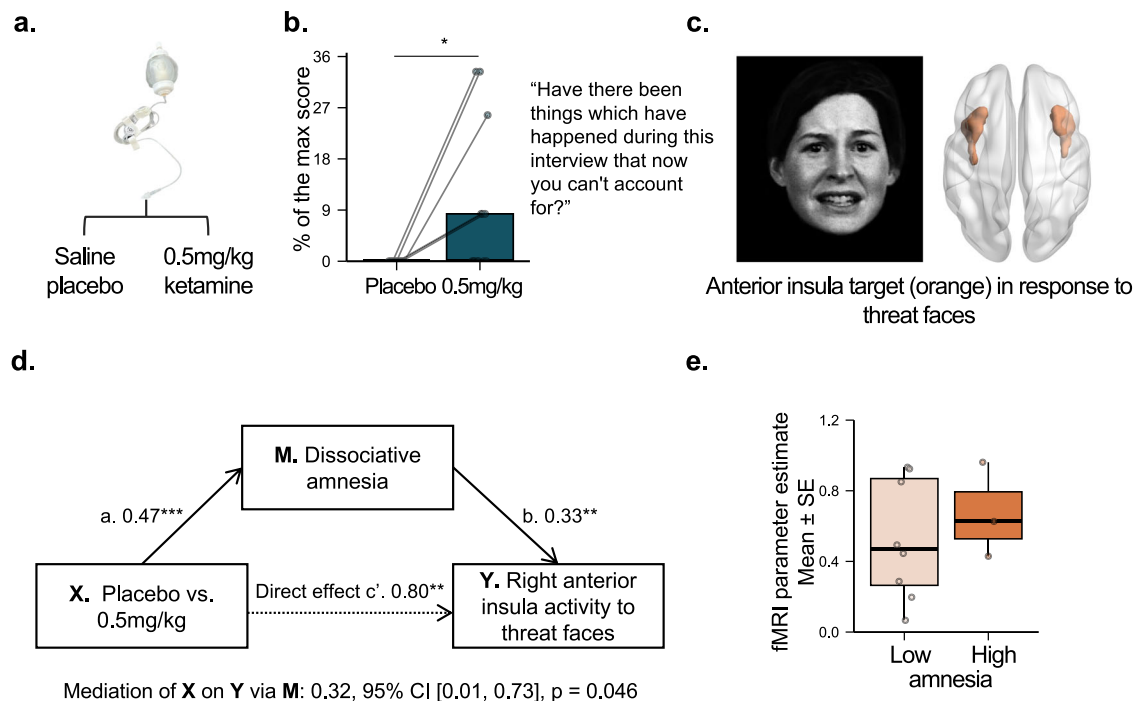 a.
Saline
placebo
0.5mg/kg
ketamine
b.
*
% of the max score
36
27
18
9
0
Placebo 0.5mg/kg
“Have there been
things which have
happened during this
interview that now
you can't account
for?”
c.
Anterior insula target (orange) in response to
threat faces
d.
M. Dissociative
amnesia
a. 0.47***
b. 0.33**
X. Placebo vs.
0.5mg/kg
Direct effect c’. 0.80**
Y. Right anterior
insula activity to
threat faces
Mediation of X on Y via M: 0.32, 95% CI [0.01, 0.73], p = 0.046
e.
fMRI parameter estimate
Mean ± SE
1.2
0.8
0.4
0.0
Low
High
amnesia